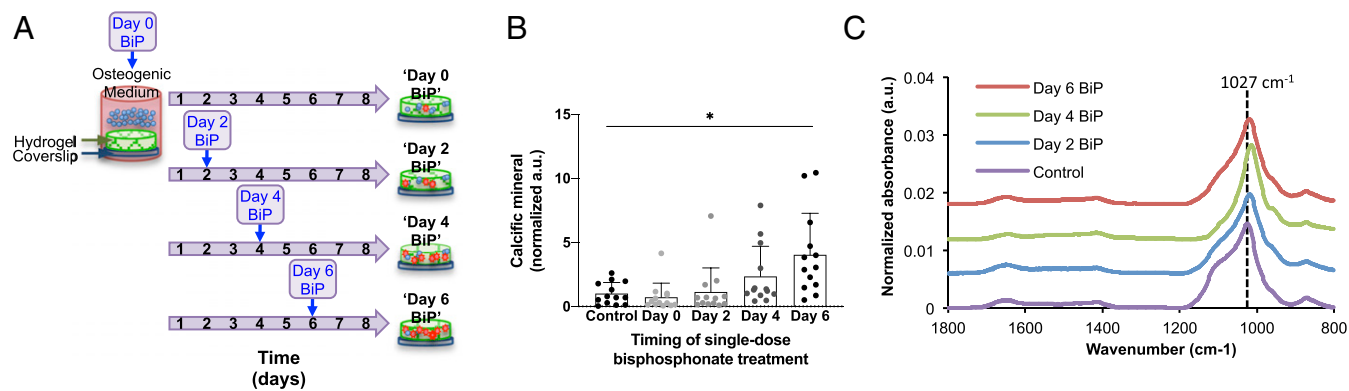 A
Day 0
BiP
Osteogenic
Medium
Hydrogel
Coverslip
1 2 3 4 5 6 7 8
'Day 0
BiP'
Day 2
BiP
1 2 3 4 5 6 7 8
'Day 2
BiP'
Day 4
BiP
1 2 3 4 5 6 7 8
'Day 4
BiP'
Day 6
BiP
1 2 3 4 5 6 7 8
'Day 6
BiP'
Time
(days)
B
Calcific mineral
(normalized a.u.)
15
10
5
0
*
Control Day 0 Day 2 Day 4 Day 6
Timing of single-dose
bisphosphonate treatment
C
Normalized absorbance (a.u.)
0.04
0.03
0.02
0.01
0
Day 6 BiP
Day 4 BiP
Day 2 BiP
Control
1027 cm-1
1800 1600 1400 1200 1000 800
Wavenumber (cm-1)